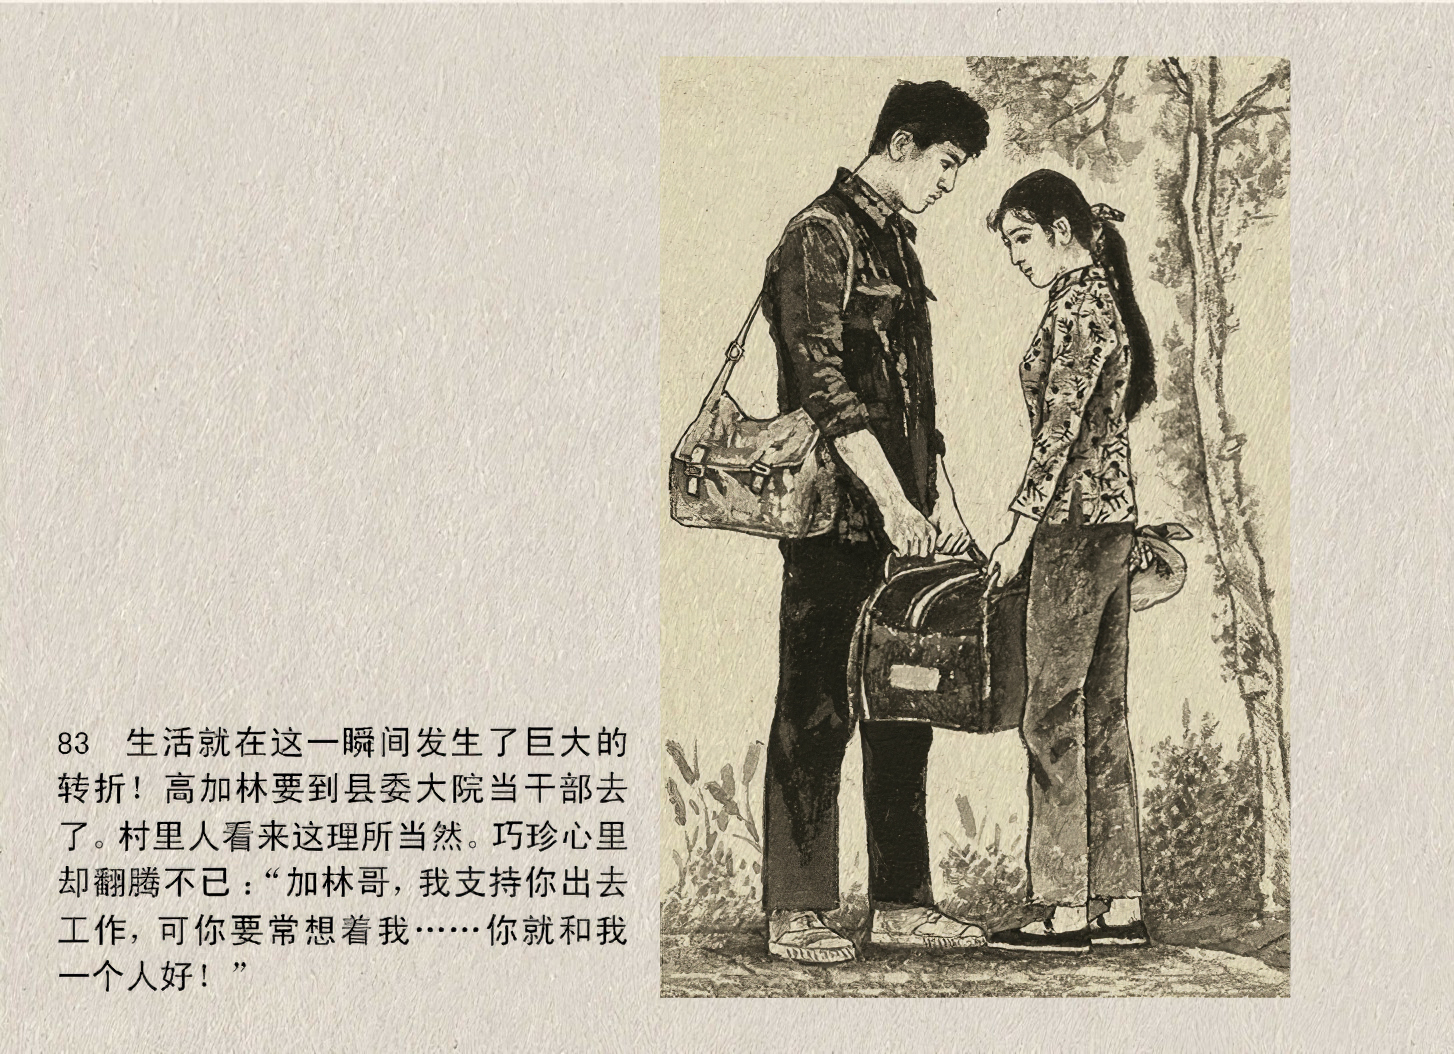 83 生活就在这一瞬间发生了巨大的
转折！高加林要到县委大院当干部去
了。村里人看来这理所当然。巧珍心里
却翻腾不已：“加林哥，我支持你出去
工作，可你要常想着我……你就和我
一个人好！”